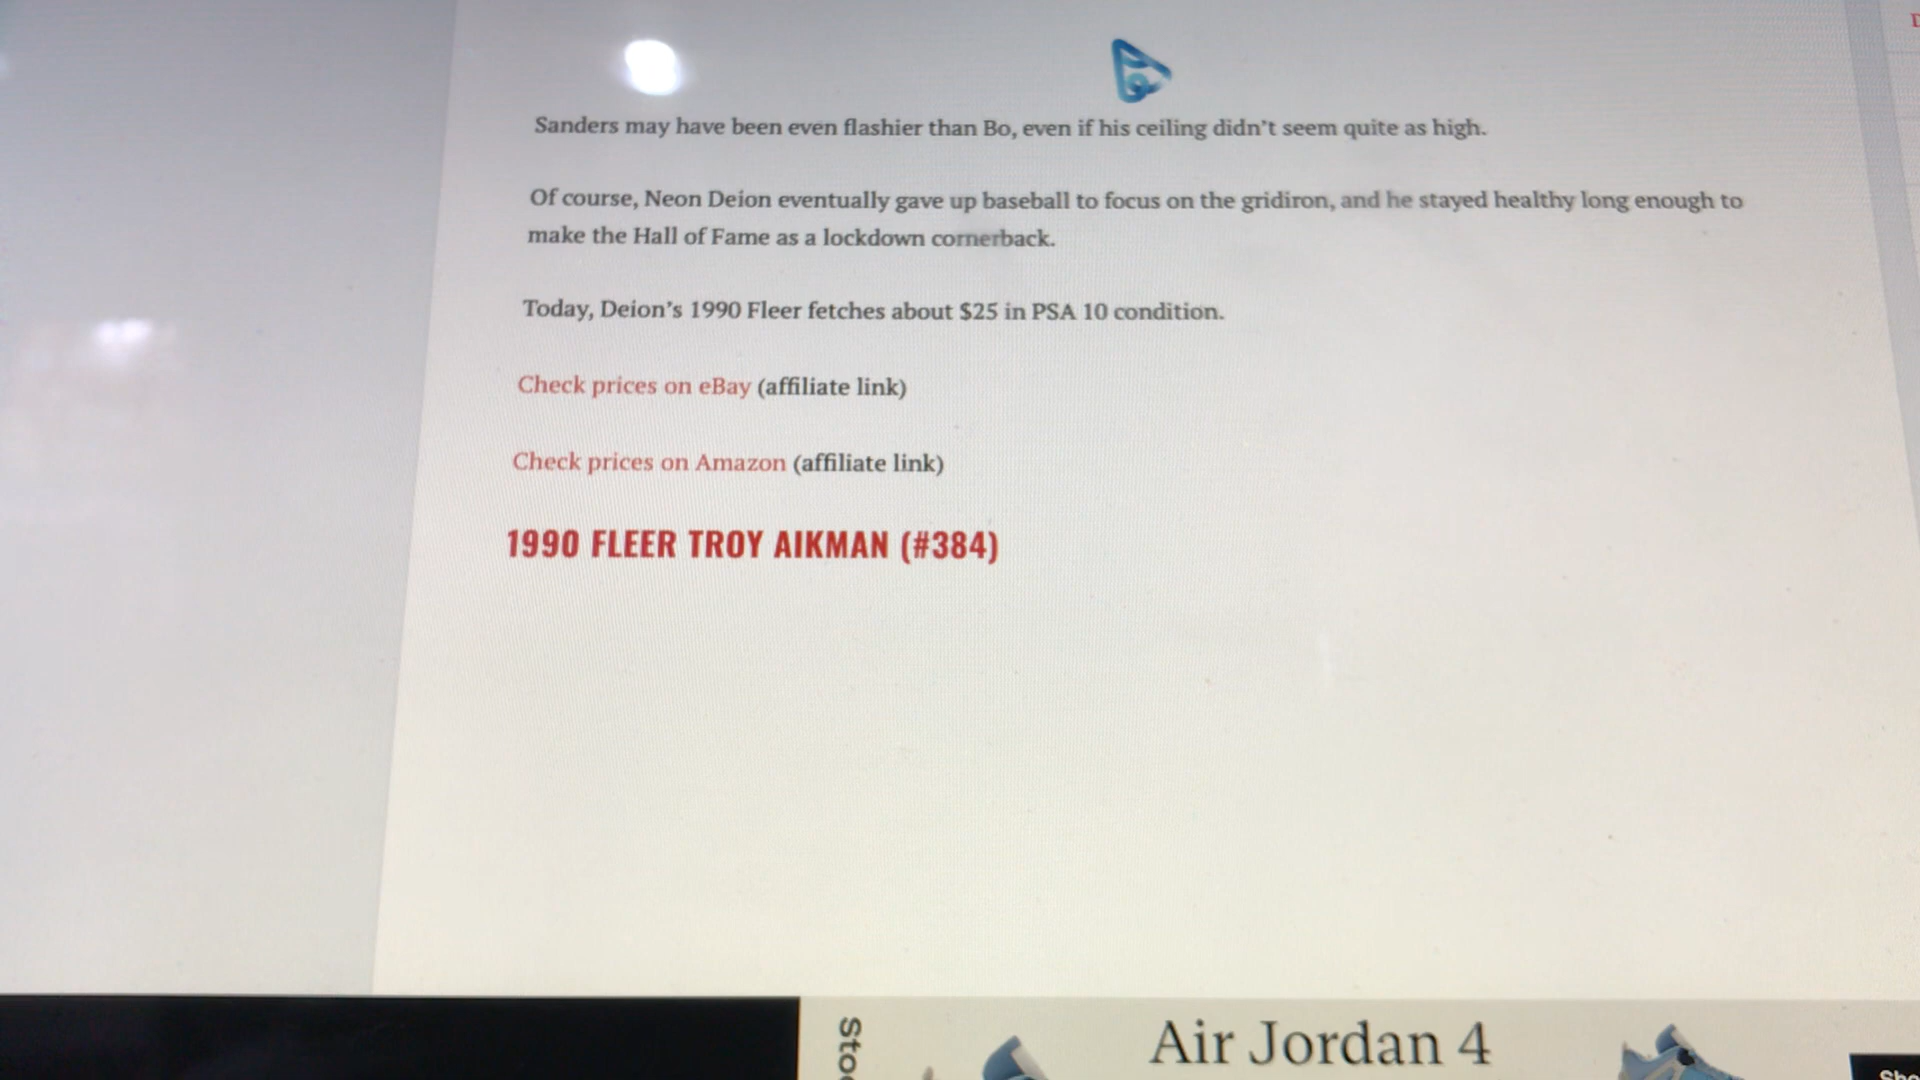 Sanders may have been even flashier than Bo, even if his ceiling didn't seem quite as high.
Of course, Neon Deion eventually gave up baseball to focus on the gridiron, and he stayed healthy long enough to
make the Hall of Fame as a lockdown cornerback.
Today, Deion's 1990 Fleer fetches about $25 in PSA 10 condition.
Check prices on eBay (affiliate link)
Check prices on Amazon (affiliate link)
1990 FLEER TROY AIKMAN (#384)
Sto
Air Jordan 4
Sho